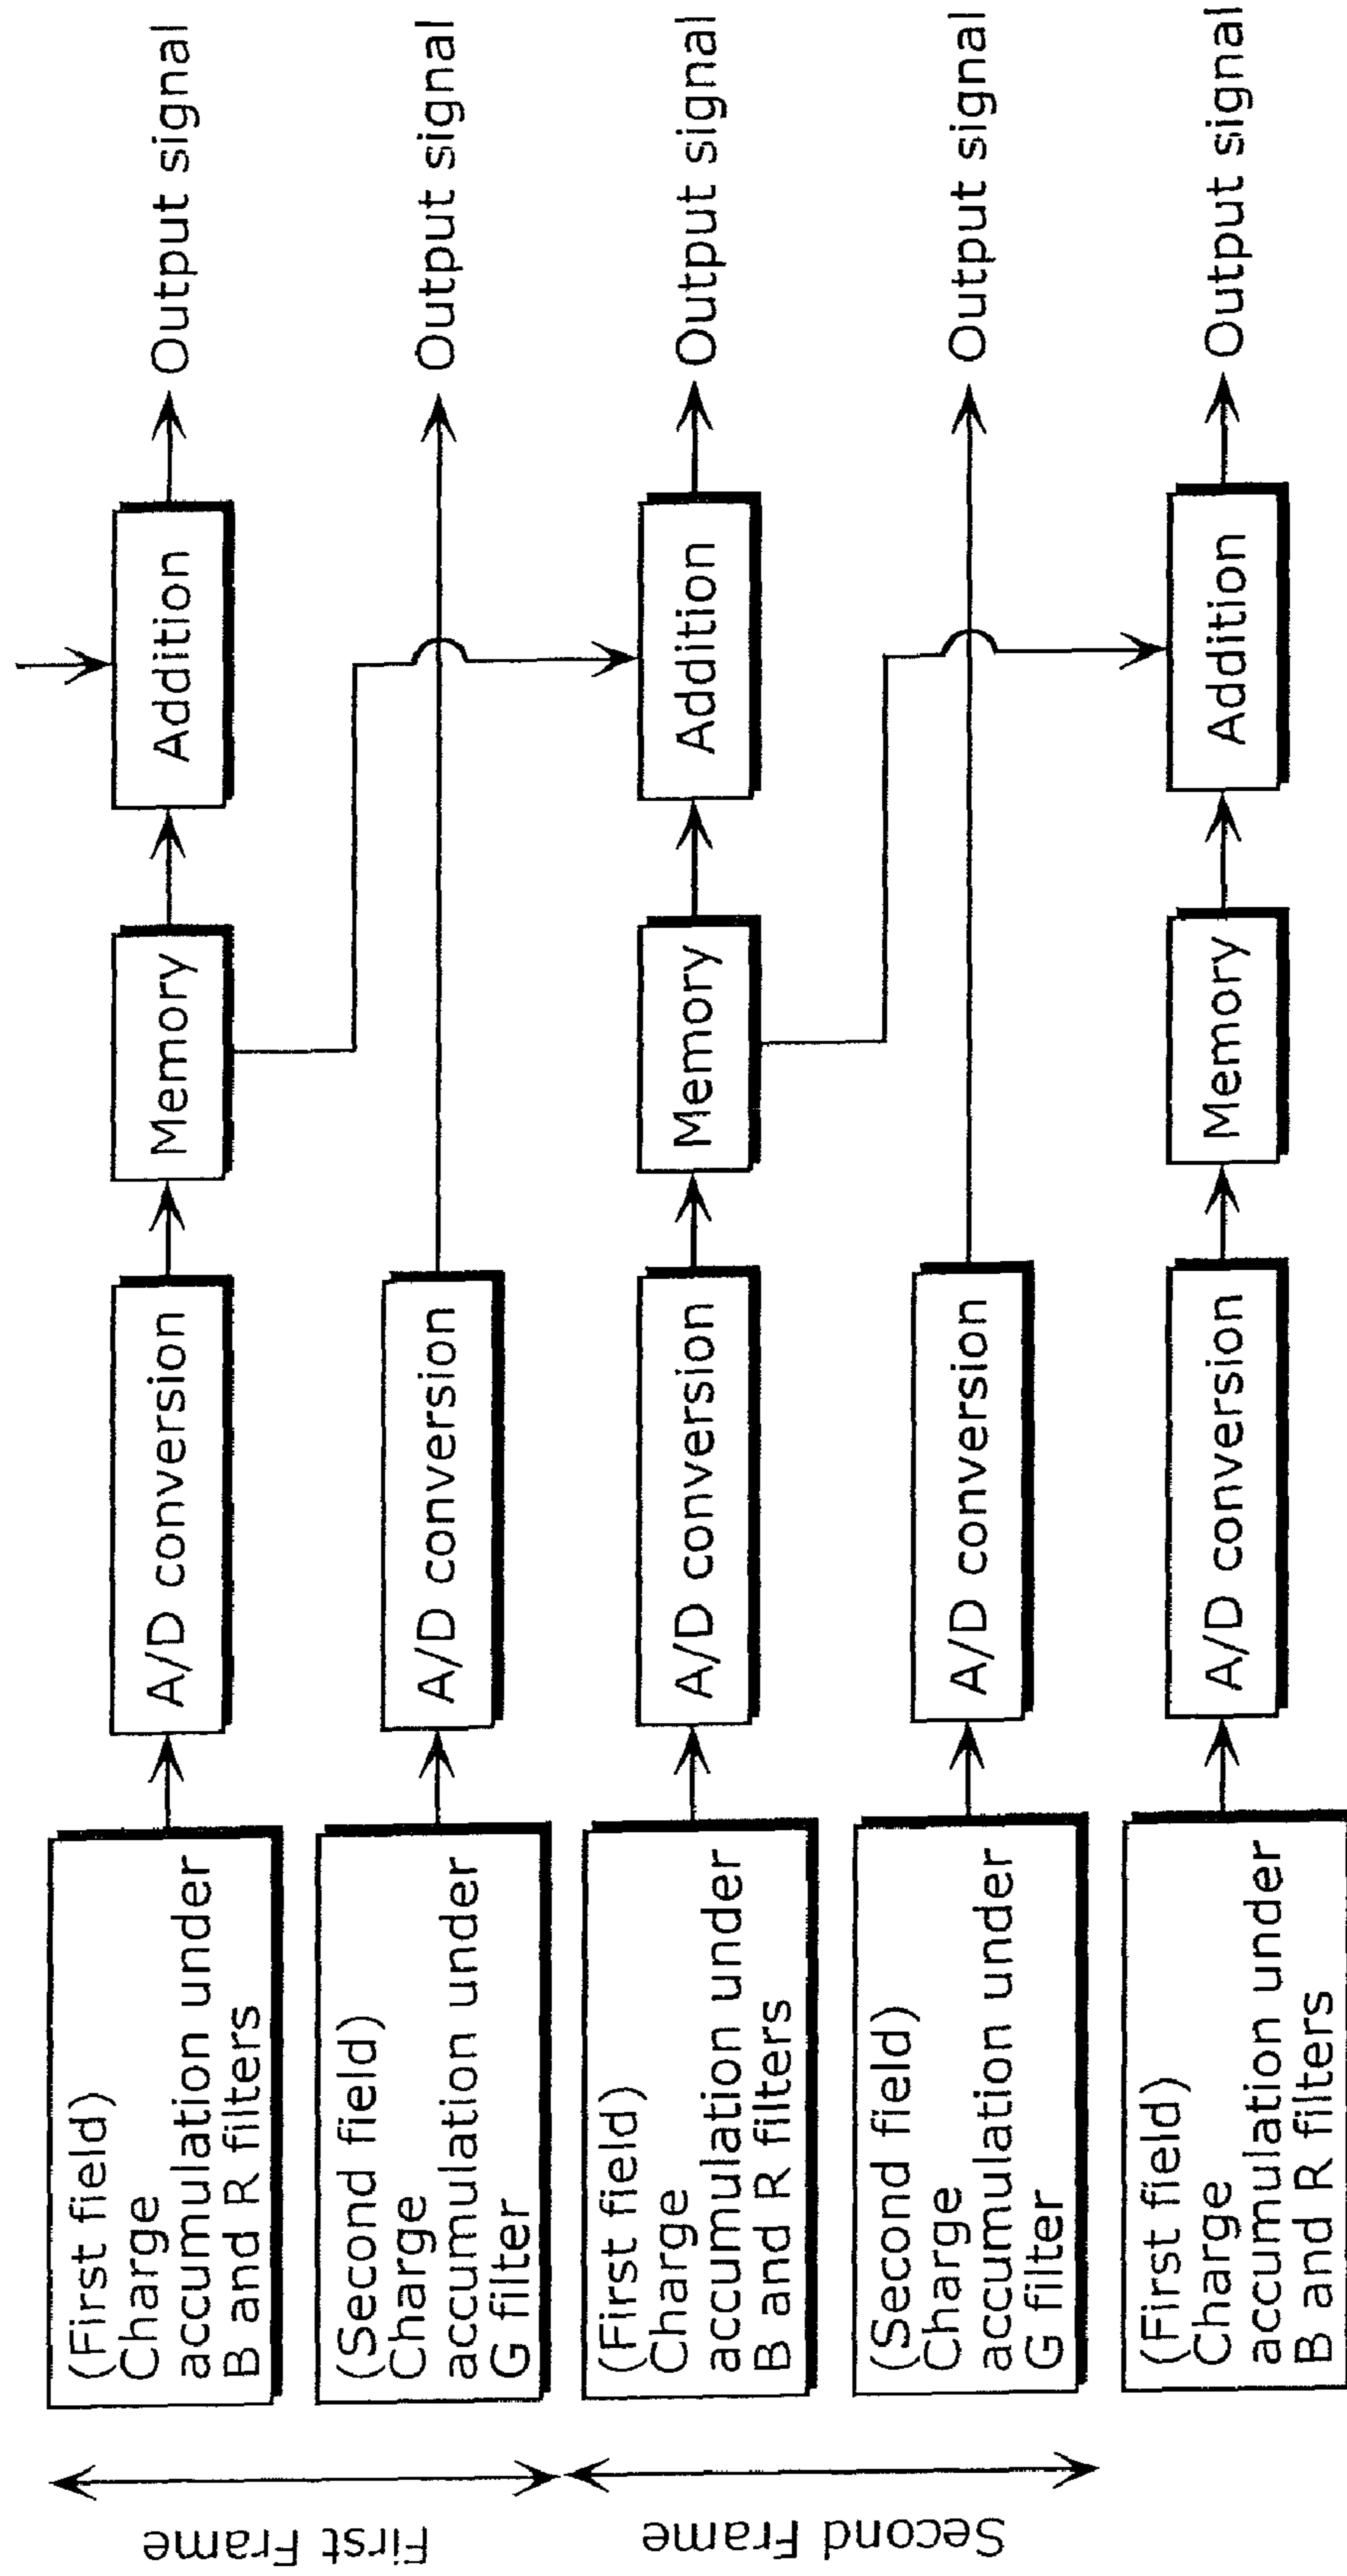 First Frame
(First field)
Charge
accumulation under
B and R filters
A/D conversion
Memory
Addition
Output signal
(Second field)
Charge
accumulation under
G filter
A/D conversion
Output signal
Second Frame
(First field)
Charge
accumulation under
B and R filters
A/D conversion
Memory
Addition
Output signal
(Second field)
Charge
accumulation under
G filter
A/D conversion
Output signal
(First field)
Charge
accumulation under
B and R filters
A/D conversion
Memory
Addition
Output signal